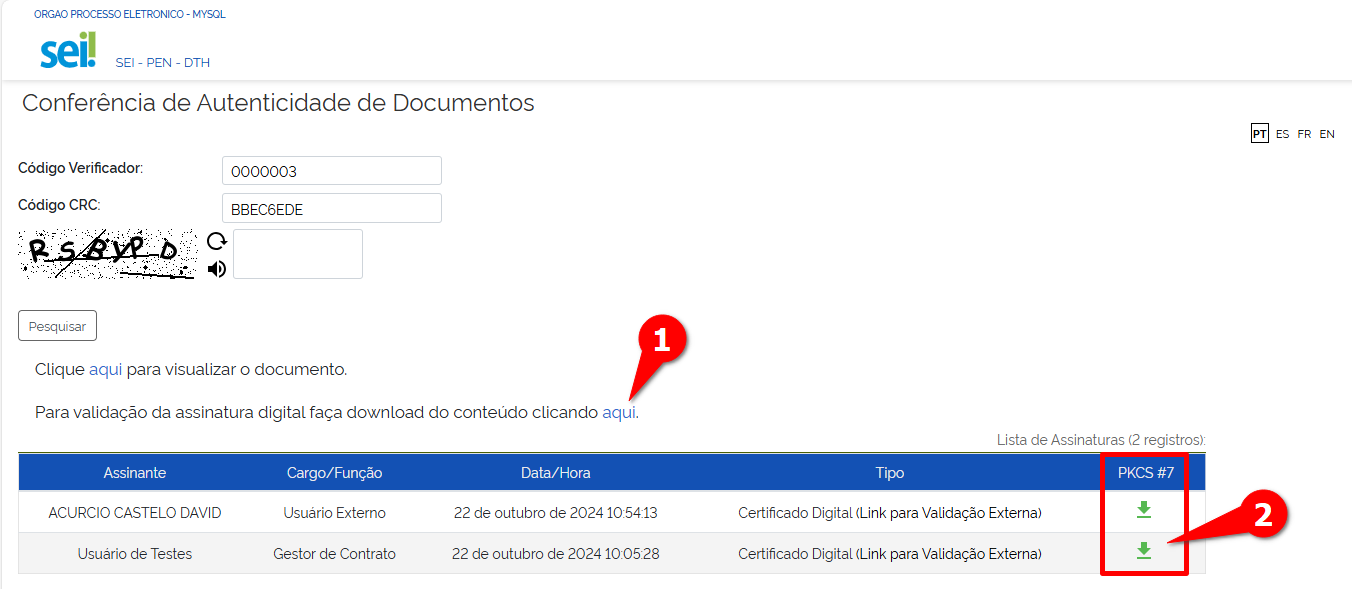 ORGAO PROCESSO ELETRONICO - MYSQL
sei!
SEI - PEN - DTH
Conferência de Autenticidade de Documentos
PT ES FR EN
Código Verificador:
0000003
Código CRC:
BBEC6EDE
RSBYPD
Pesquisar
1
Clique aqui para visualizar o documento.
Para validação da assinatura digital faça download do conteúdo clicando aqui.
Lista de Assinaturas (2 registros):
Assinante Cargo/Função Data/Hora Tipo PKCS #7
ACURCIO CASTELO DAVID Usuário Externo 22 de outubro de 2024 10:54:13 Certificado Digital (Link para Validação Externa)
2
Usuário de Testes Gestor de Contrato 22 de outubro de 2024 10:05:28 Certificado Digital (Link para Validação Externa)